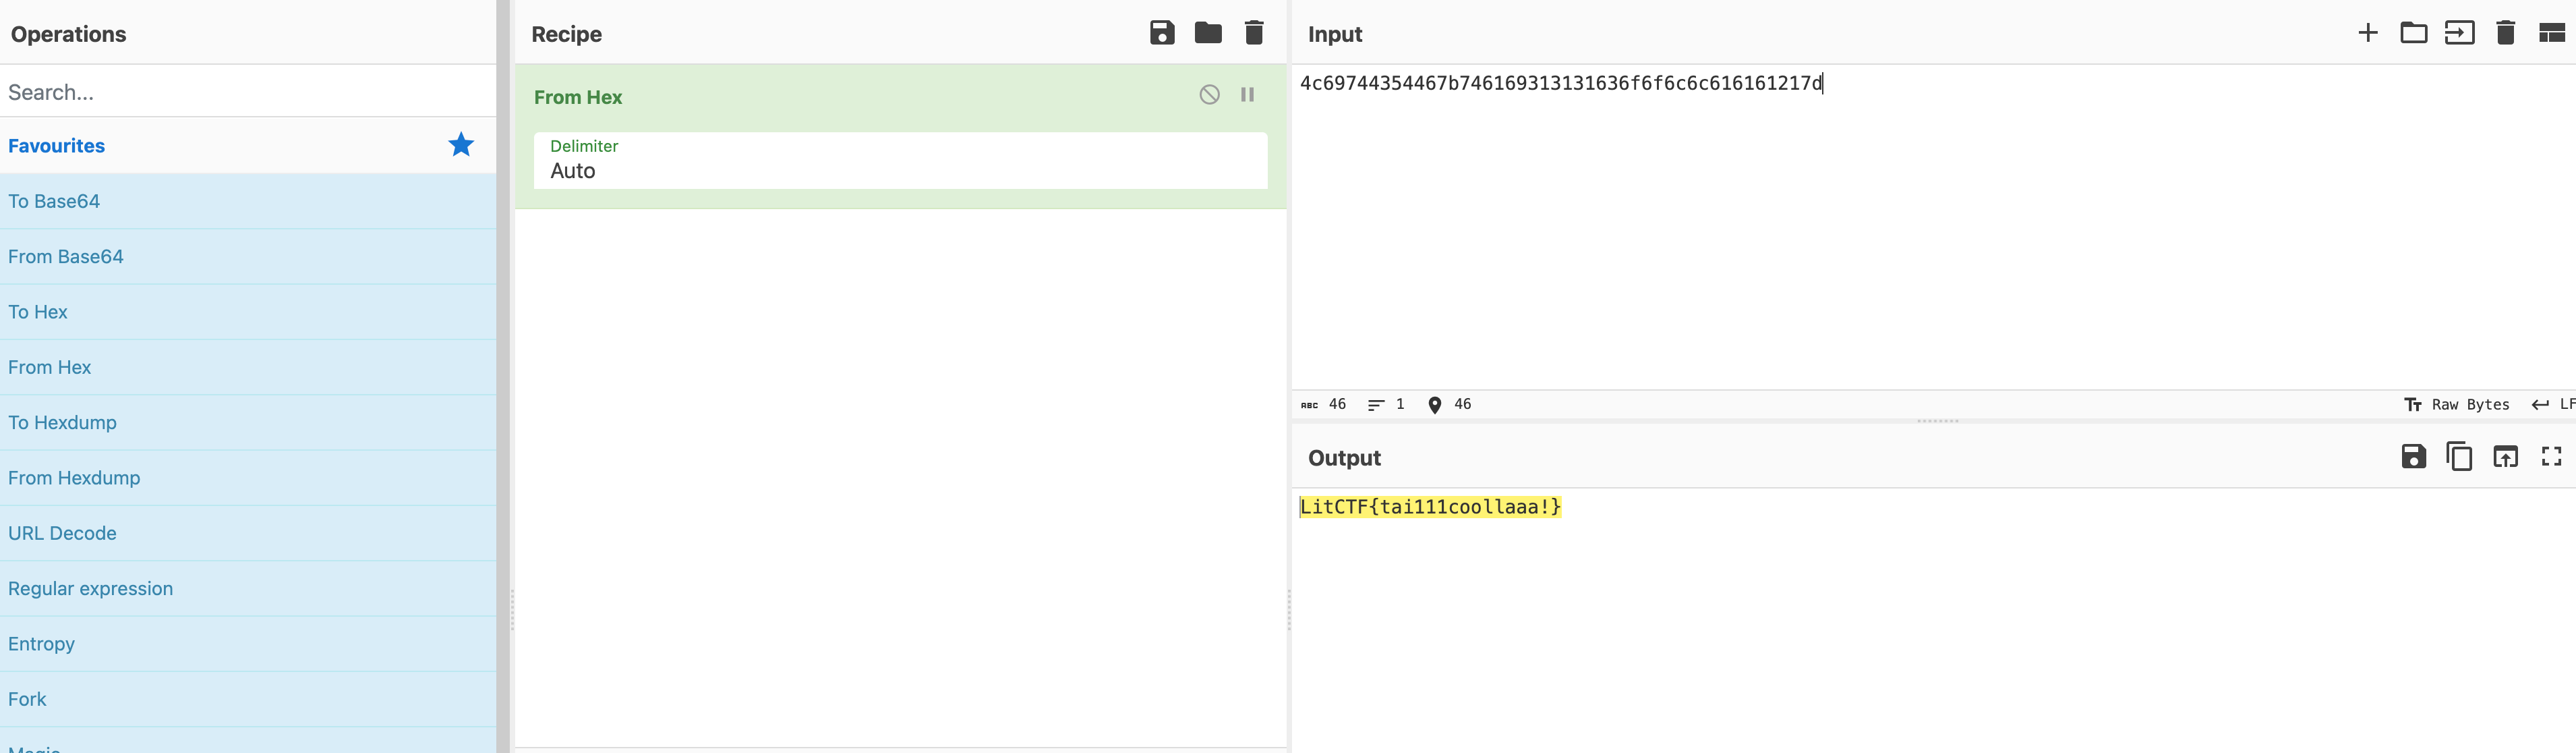 Operations
Search...
Favourites
To Base64
From Base64
To Hex
From Hex
To Hexdump
From Hexdump
URL Decode
Regular expression
Entropy
Fork
Magic
Recipe
From Hex
Delimiter
Auto
Input
4c69744354467b746169313131636f6f6c6c616161217d
ABC 46 1 46
Raw Bytes LF
Output
LitCTF{tai111coollaaa!}